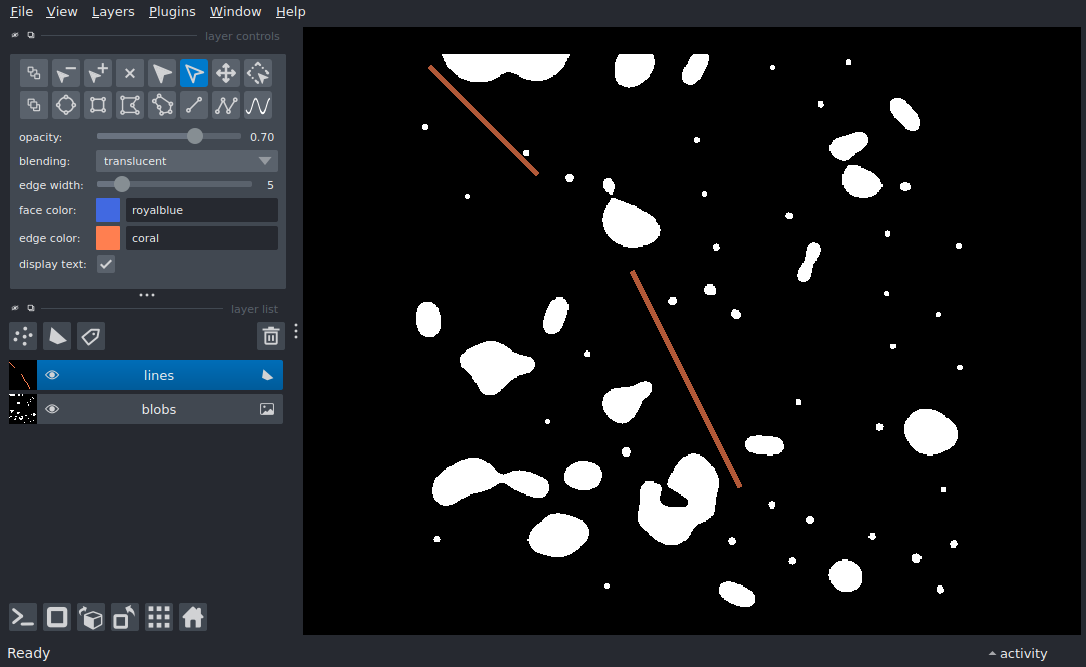 File View Layers Plugins Window Help
layer controls
opacity: 0.70
blending: translucent
edge width: 5
face color: royalblue
edge color: coral
display text:
layer list
lines
blobs
Ready
activity